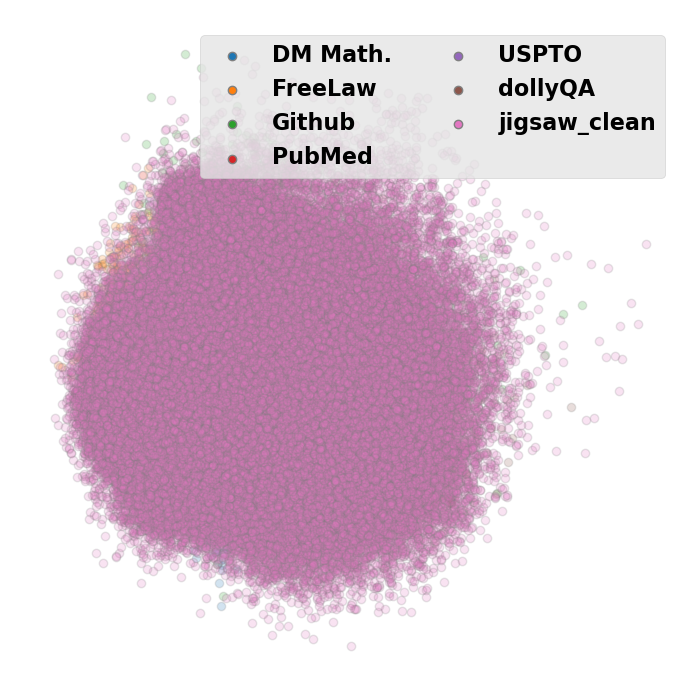 DM Math.
FreeLaw
Github
PubMed
USPTO
dollyQA
jigsaw_clean